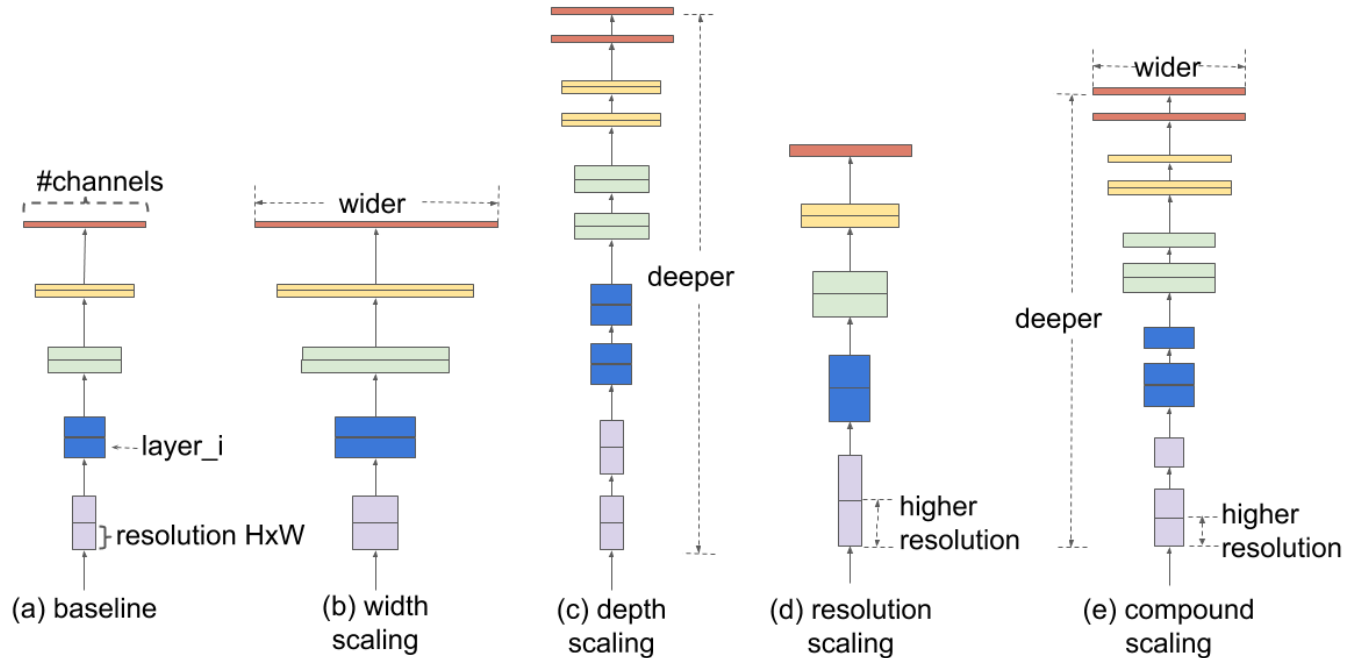 #channels
layer_i
resolution HxW
(a) baseline
wider
(b) width
scaling
deeper
(c) depth
scaling
higher
resolution
(d) resolution
scaling
wider
deeper
higher
resolution
(e) compound
scaling